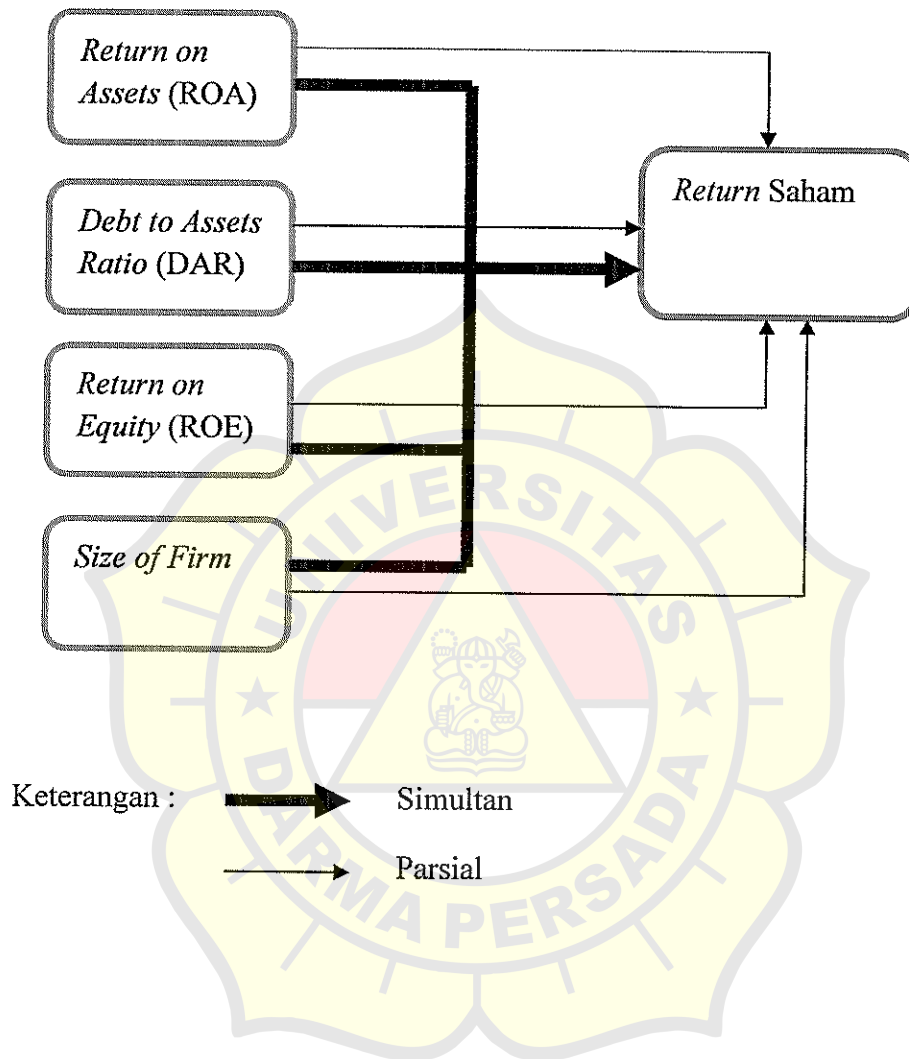 Return on
Assets (ROA)
Return Saham
Debt to Assets
Ratio (DAR)
Return on
Equity (ROE)
Size of Firm
UNIVERSITAS
DARMA PERSADA
Keterangan :
Simultan
Parsial